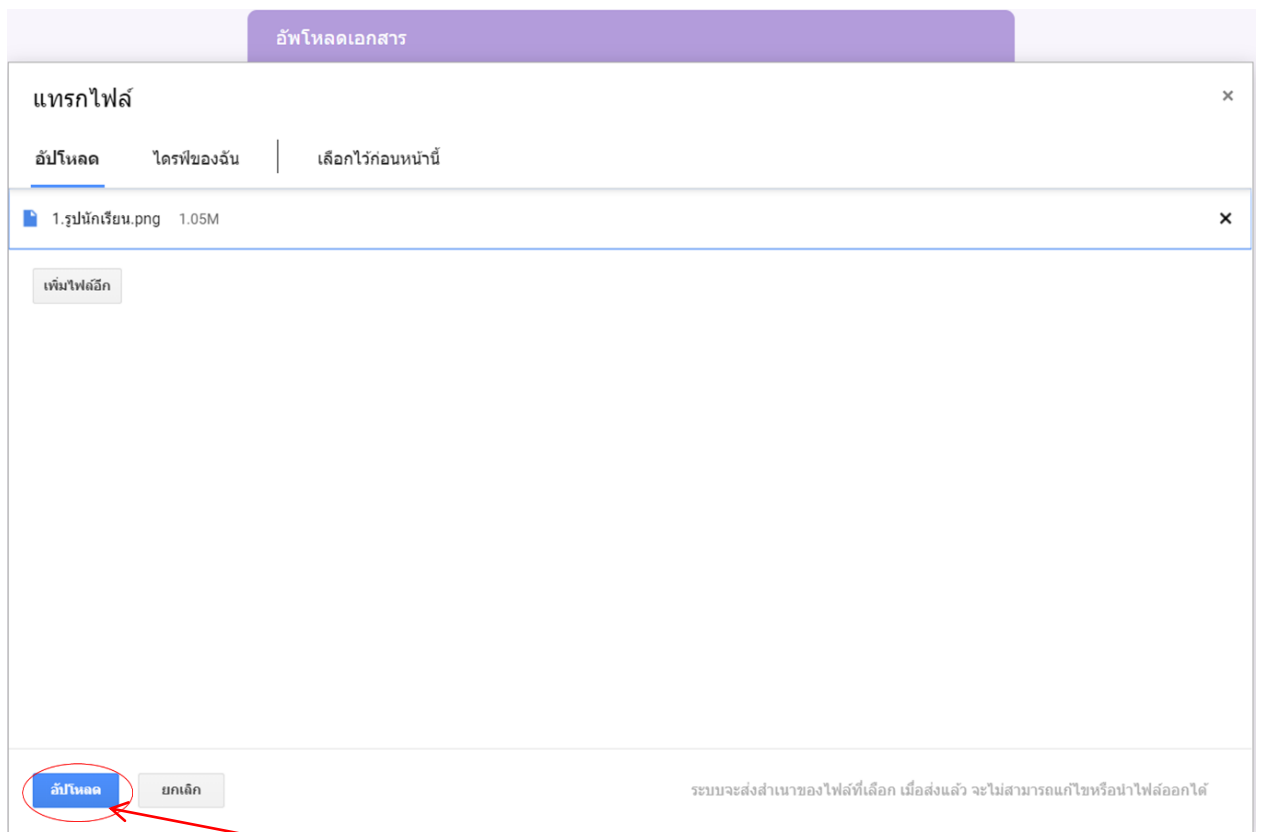 อัพโหลดเอกสาร
แทรกไฟล์ ×
อัปโหลด ไดรฟ์ของฉัน เลือกไว้ก่อนหน้านี้
1.รูปนักเรียน.png 1.05M ×
เพิ่มไฟล์อีก
อัปโหลด ยกเลิก ระบบจะส่งสำเนาของไฟล์ที่เลือก เมื่อส่งแล้ว จะไม่สามารถแก้ไขหรือนำไฟล์ออกได้